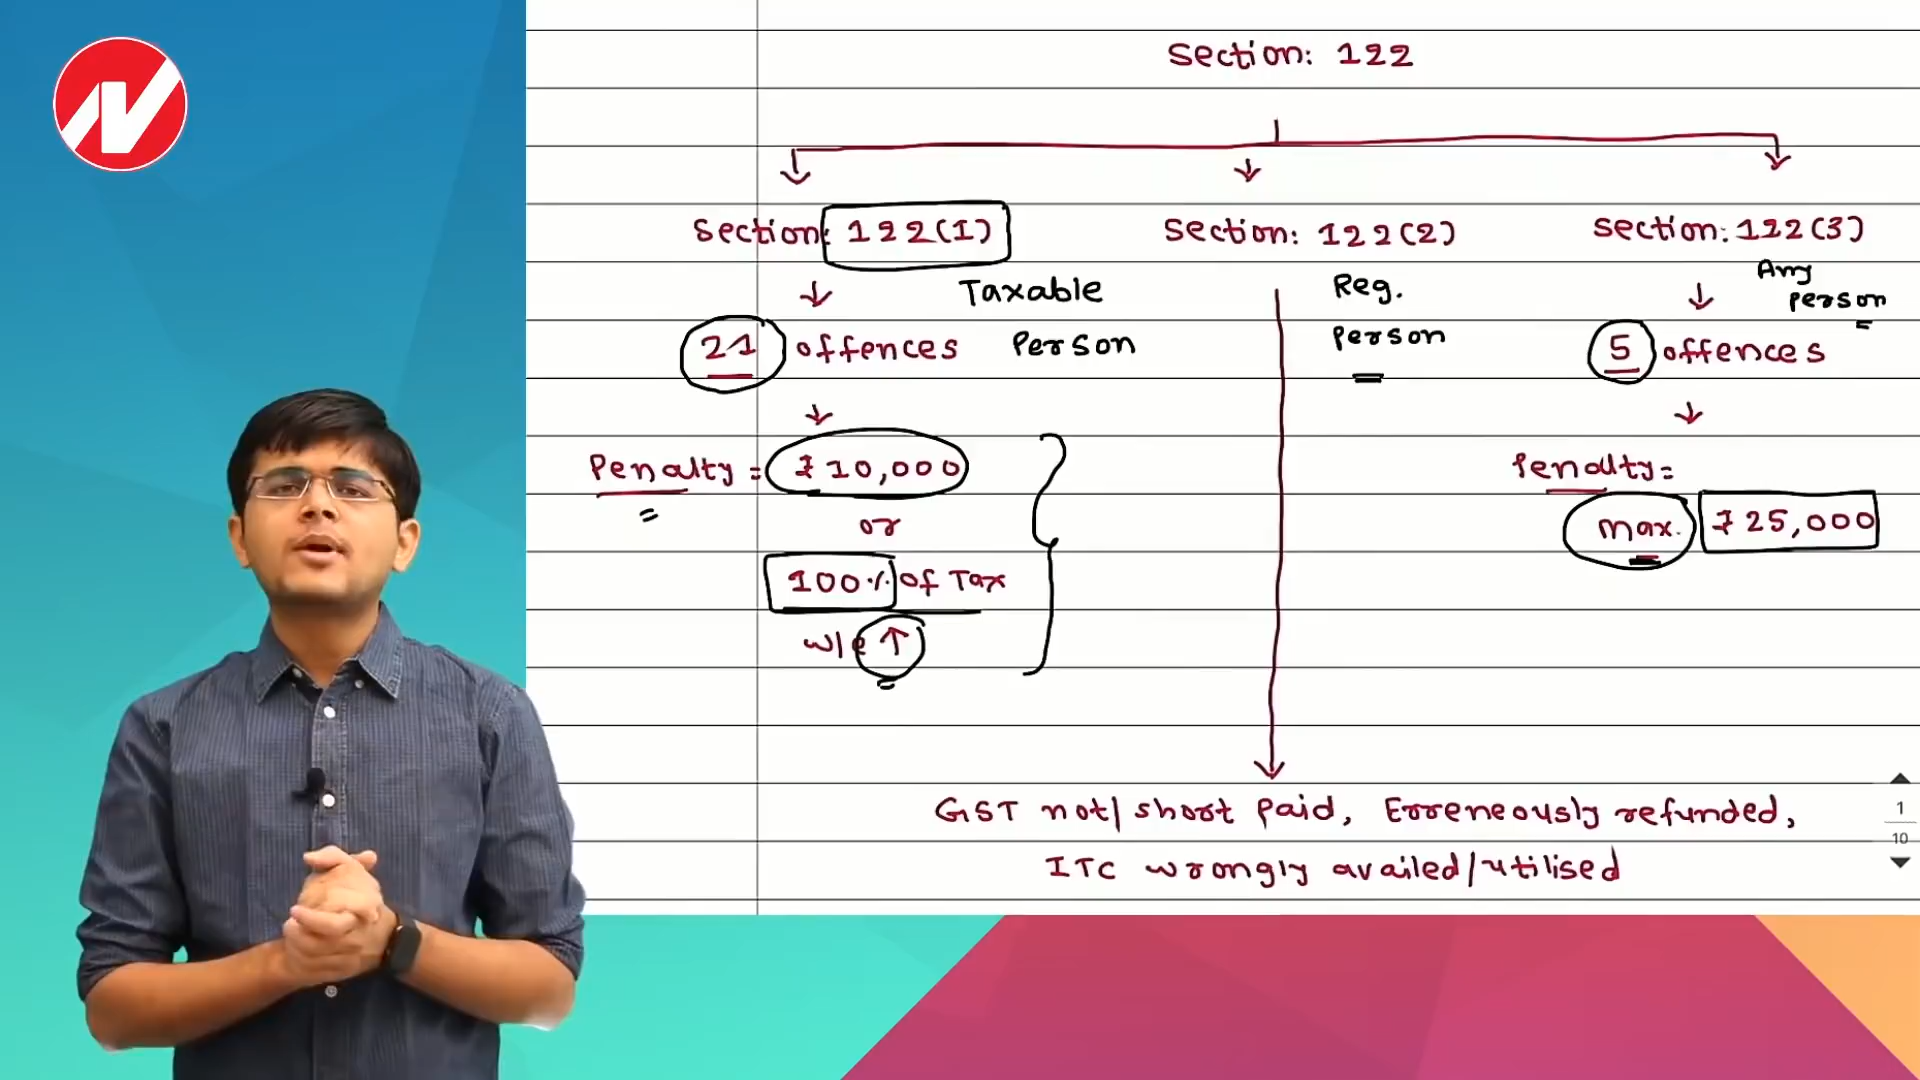 Section: 122
Section: 122(1)
Section: 122(2)
Section: 122(3)
Taxable
Person
Reg.
Person
Any
Person
21 offences
5 offences
Penalty = ₹10,000
or
100% of Tax
w/e ↑
Penalty =
Max. ₹25,000
GST not/short paid, Erreneously refunded,
ITC wrongly availed/utilised
1
10